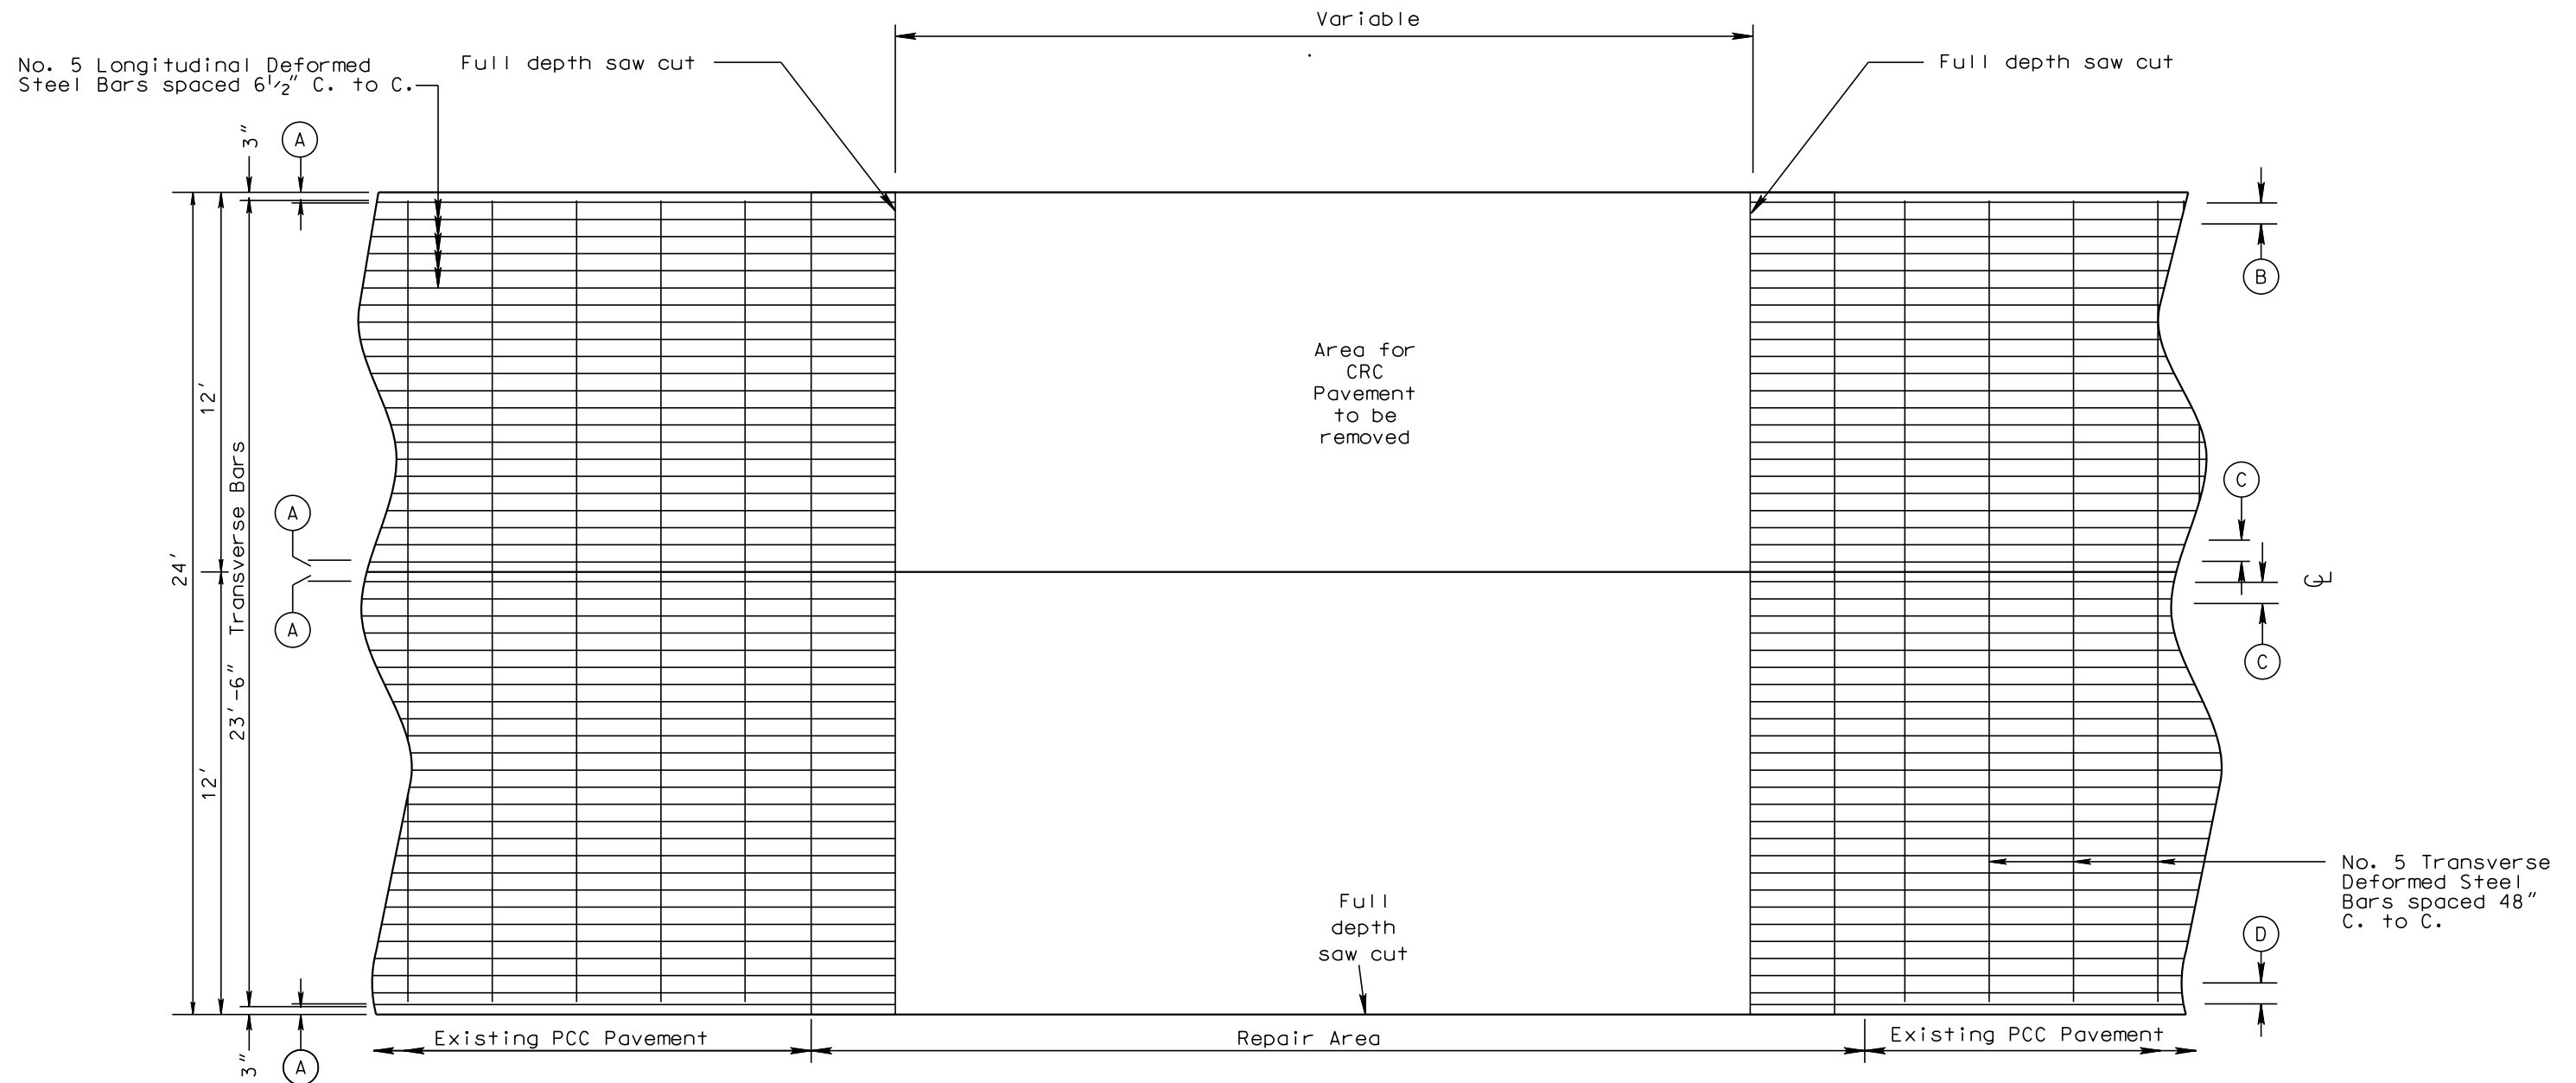 Variable
No. 5 Longitudinal Deformed
Steel Bars spaced 6 1/2" C. to C.
Full depth saw cut
Full depth saw cut
3"
A
B
12'
Area for
CRC
Pavement
to be
removed
24'
23'-6" Transverse Bars
A
A
C
C
℄
12'
No. 5 Transverse
Deformed Steel
Bars spaced 48"
C. to C.
Full
depth
saw cut
D
3"
A
Existing PCC Pavement
Repair Area
Existing PCC Pavement